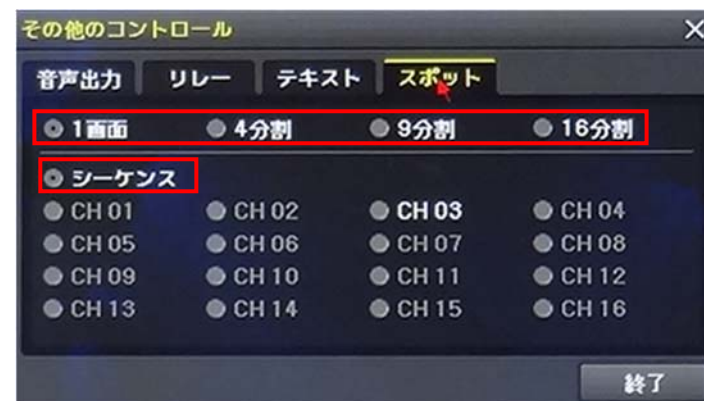 その他のコントロール
音声出力 リレー テキスト スポット
1画面 4分割 9分割 16分割
シーケンス
CH 01 CH 02 CH 03 CH 04
CH 05 CH 06 CH 07 CH 08
CH 09 CH 10 CH 11 CH 12
CH 13 CH 14 CH 15 CH 16
終了